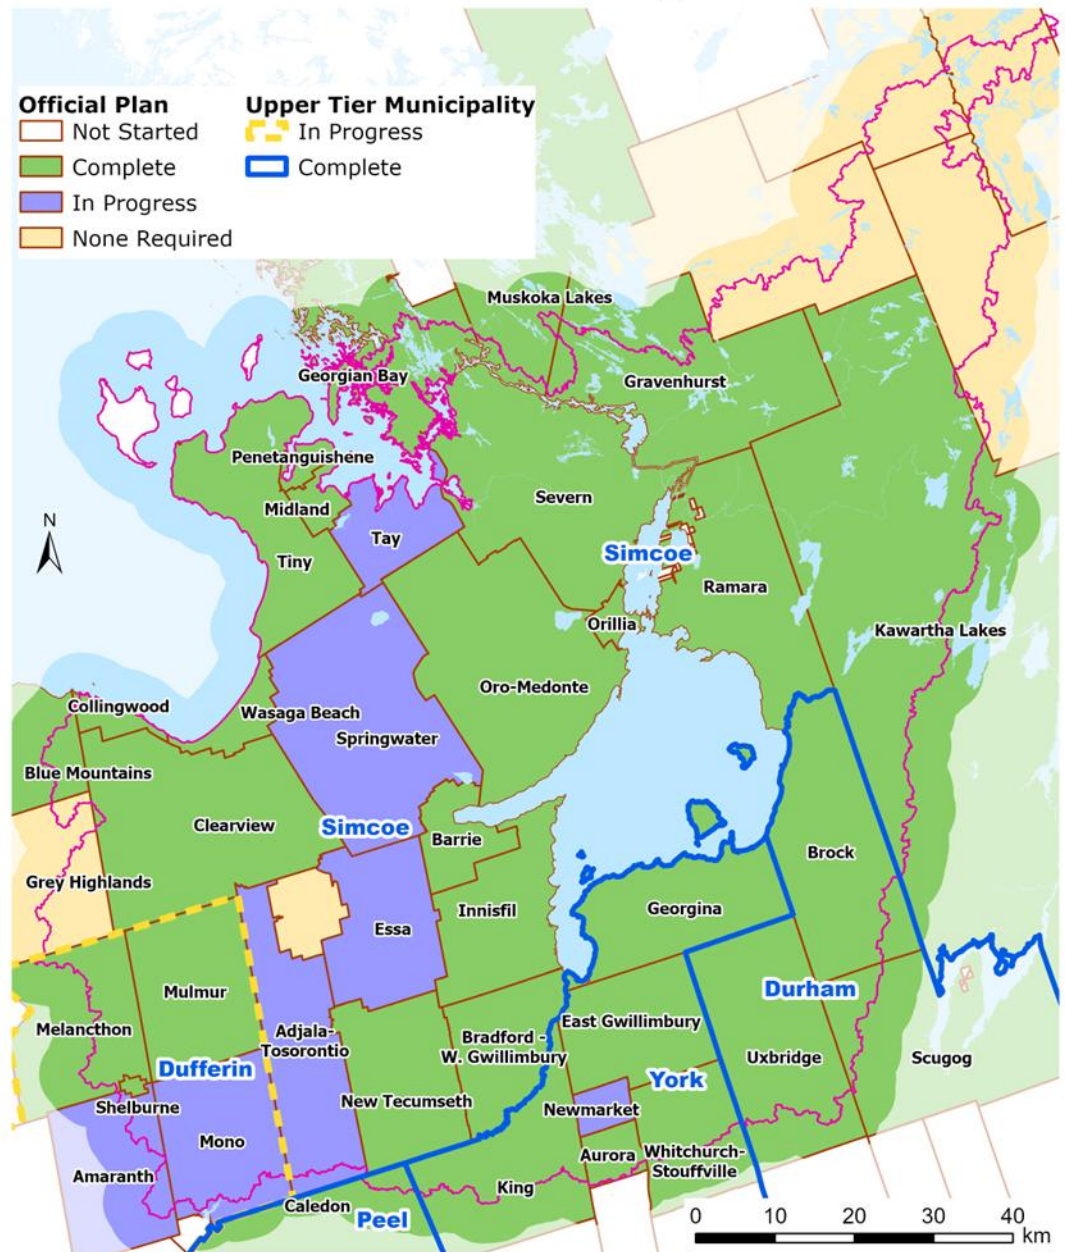 Official Plan
Not Started
Complete
In Progress
None Required
Upper Tier Municipality
In Progress
Complete
Muskoka Lakes
Georgian Bay
Gravenhurst
Penetanguishene
Severn
Midland
N
Tay
Simcoe
Tiny
Ramara
Orillia
Kawartha Lakes
Oro-Medonte
Collingwood
Wasaga Beach
Springwater
Blue Mountains
Clearview
Simcoe
Barrie
Brock
Grey Highlands
Innisfil
Georgina
Essa
Mulmur
Durham
Melancthon
Adjala-
Tosorontio
East Gwillimbury
Bradford -
W. Gwillimbury
Uxbridge
Scugog
Dufferin
York
Shelburne
New Tecumseth
Newmarket
Mono
Aurora
Whitchurch-
Stouffville
Amaranth
King
Caledon
Peel
0 10 20 30 40
km